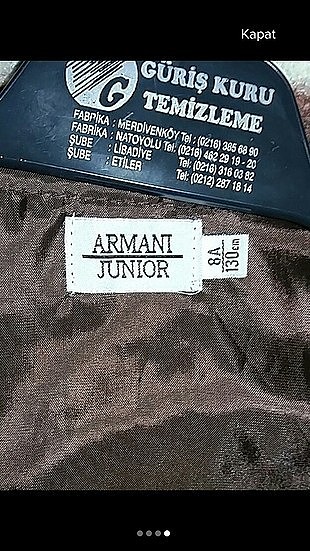 Kapat
G
GÜRİŞ KURU
TEMİZLEME
FABRİKA : MERDİVENKÖY Tel: (0216) 385 68 90
FABRİKA : NATOYOLU Tel: (0216) 462 29 19 - 20
ŞUBE : LİBADİYE Tel: (0216) 316 03 82
ŞUBE : ETİLER Tel: (0212) 287 18 14
ARMANI
JUNIOR
8A
130cm